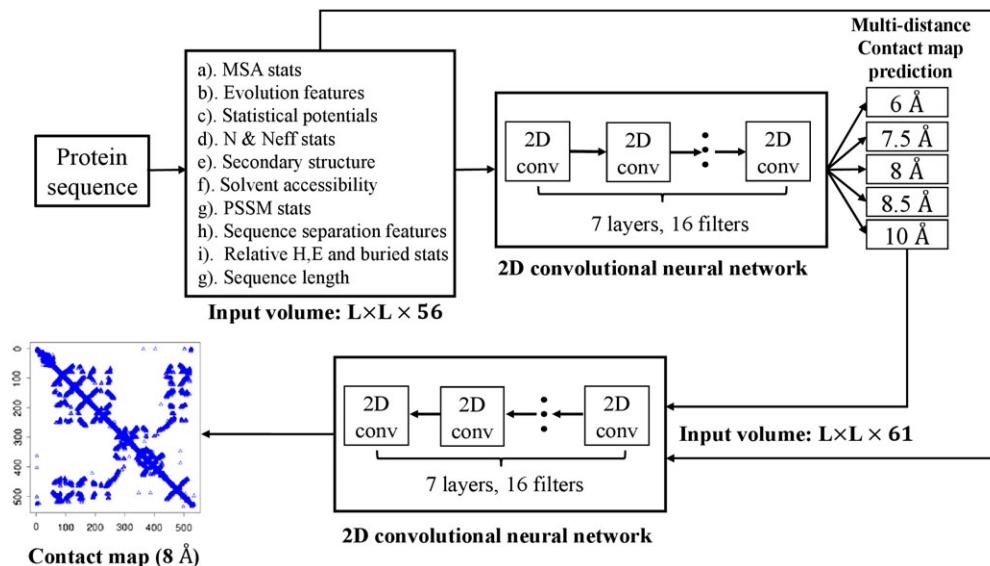 Protein
sequence
a). MSA stats
b). Evolution features
c). Statistical potentials
d). N & Neff stats
e). Secondary structure
f). Solvent accessibility
g). PSSM stats
h). Sequence separation features
i). Relative H,E and buried stats
g). Sequence length
Input volume: L×L × 56
2D
conv
2D
conv
2D
conv
7 layers, 16 filters
2D convolutional neural network
Multi-distance
Contact map
prediction
6 Å
7.5 Å
8 Å
8.5 Å
10 Å
Input volume: L×L × 61
2D
conv
2D
conv
2D
conv
7 layers, 16 filters
2D convolutional neural network
0
100
200
300
400
500
0 100 200 300 400 500
Contact map (8 Å)